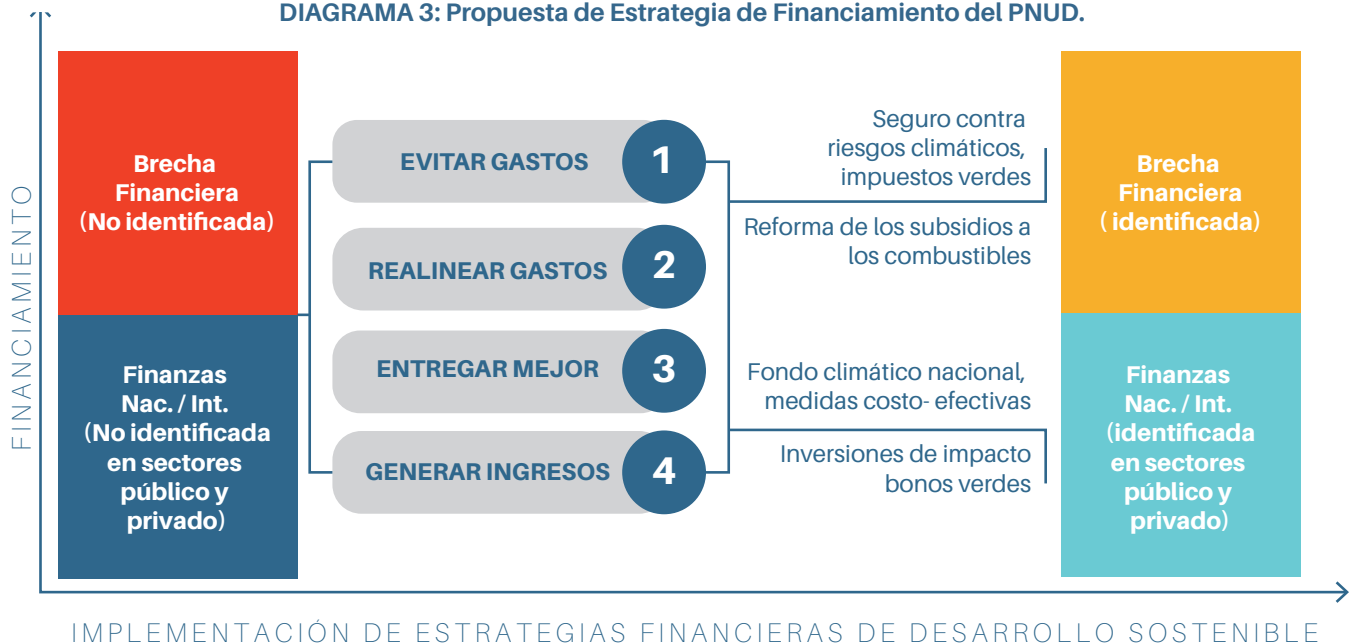 DIAGRAMA 3: Propuesta de Estrategia de Financiamiento del PNUD.
FINANCIAMIENTO
Brecha
Financiera
(No identificada)
Finanzas
Nac. / Int.
(No identificada
en sectores
público y
privado)
EVITAR GASTOS 1
REALINEAR GASTOS 2
ENTREGAR MEJOR 3
GENERAR INGRESOS 4
Seguro contra
riesgos climáticos,
impuestos verdes
Reforma de los subsidios a
los combustibles
Fondo climático nacional,
medidas costo- efectivas
Inversiones de impacto
bonos verdes
Brecha
Financiera
( identificada)
Finanzas
Nac. / Int.
(identificada
en sectores
público y
privado)
IMPLEMENTACIÓN DE ESTRATEGIAS FINANCIERAS DE DESARROLLO SOSTENIBLE